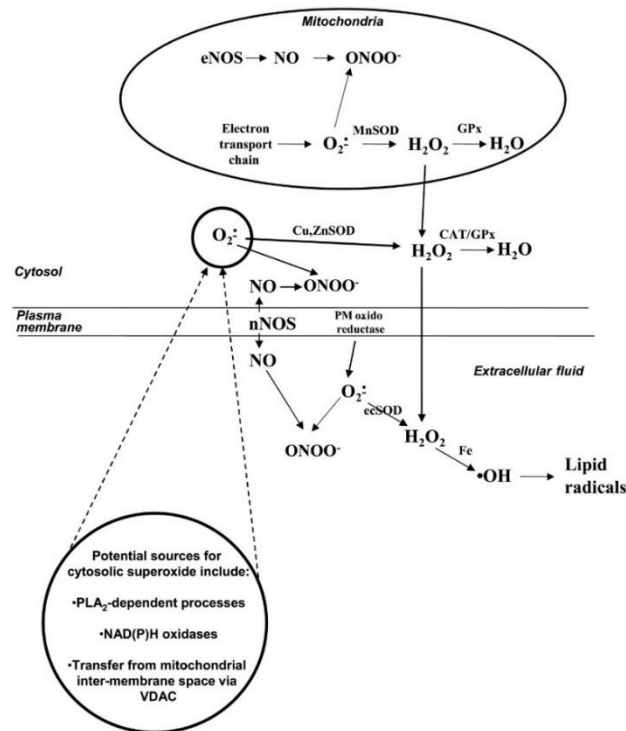 Mitochondria
eNOS → NO → ONOO⁻
Electron
transport
chain
O₂⨪
MnSOD
H₂O₂
GPx
H₂O
O₂⨪
Cu,ZnSOD
H₂O₂
CAT/GPx
H₂O
Cytosol
NO → ONOO⁻
Plasma
membrane
nNOS
PM oxido
reductase
NO
Extracellular fluid
O₂⨪
ecSOD
ONOO⁻
H₂O₂
Fe
•OH
Lipid
radicals
Potential sources for
cytosolic superoxide include:
•PLA₂-dependent processes
•NAD(P)H oxidases
•Transfer from mitochondrial
inter-membrane space via
VDAC